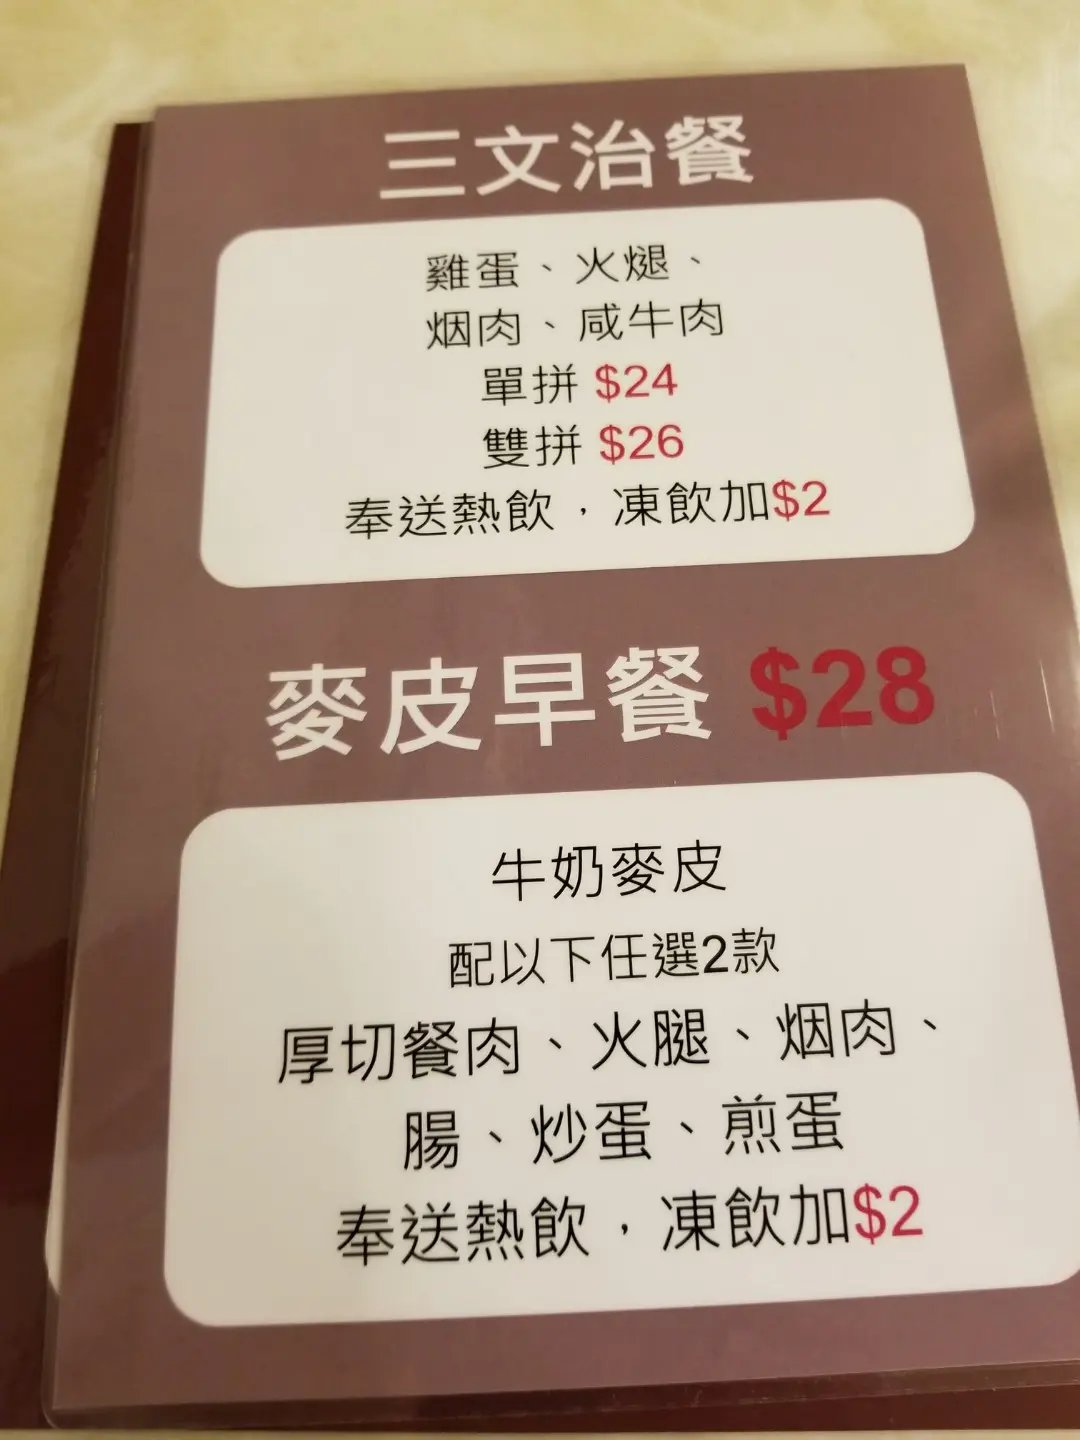 三文治餐
雞蛋、火煺、
烟肉、咸牛肉
單拼 $24
雙拼 $26
奉送熱飲，凍飲加$2
麥皮早餐 $28
牛奶麥皮
配以下任選2款
厚切餐肉、火腿、烟肉、
腸、炒蛋、煎蛋
奉送熱飲，凍飲加$2